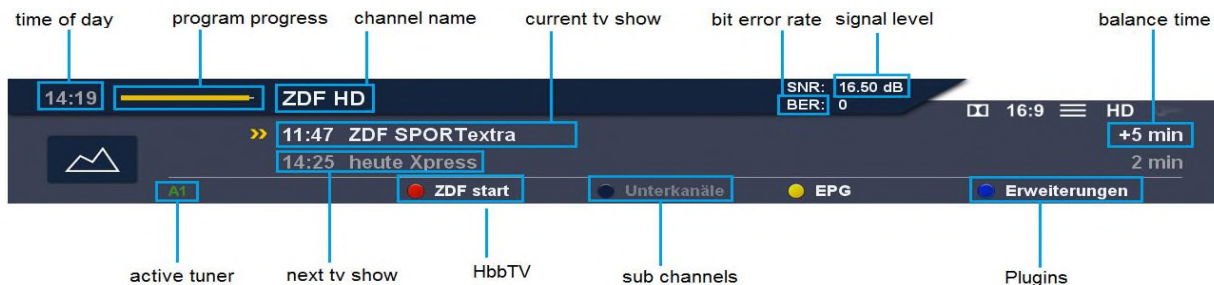 time of day program progress channel name current tv show bit error rate signal level balance time
14:19 ZDF HD SNR: 16.50 dB
BER: 0
16:9 HD
11:47 ZDF SPORTextra +5 min
14:25 heute Xpress 2 min
A1 ZDF start Unterkanäle EPG Erweiterungen
active tuner next tv show HbbTV sub channels Plugins